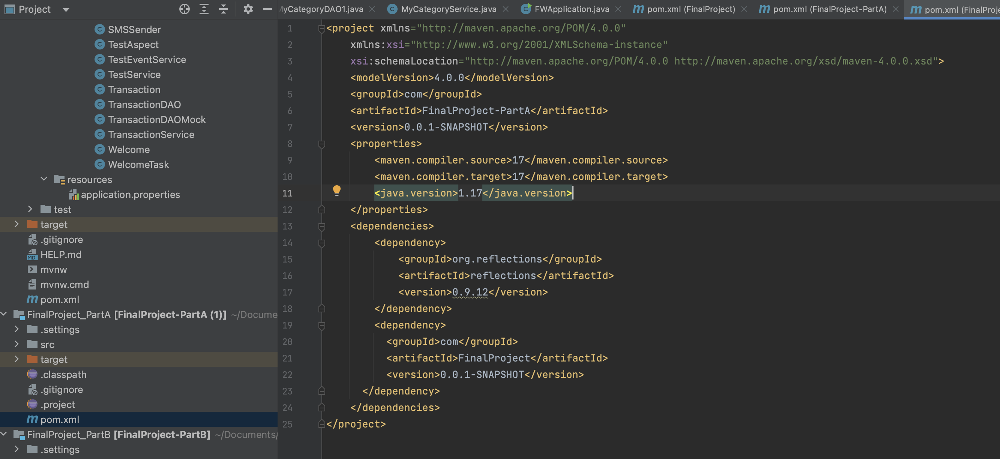 Project
SMSSender
TestAspect
TestEventService
TestService
Transaction
TransactionDAO
TransactionDAOMock
TransactionService
Welcome
WelcomeTask
resources
application.properties
test
target
.gitignore
MD HELP.md
mvnw
mvnw.cmd
m pom.xml
FinalProject_PartA [FinalProject-PartA (1)] ~/Docume
.settings
src
target
.classpath
.gitignore
.project
m pom.xml
FinalProject_PartB [FinalProject-PartB] ~/Documents/
.settings
MyCategoryDAO1.java MyCategoryService.java FWApplication.java pom.xml (FinalProject) pom.xml (FinalProject-PartA) pom.xml (FinalProje
1 <project xmlns="http://maven.apache.org/POM/4.0.0"
2 xmlns:xsi="http://www.w3.org/2001/XMLSchema-instance"
3 xsi:schemaLocation="http://maven.apache.org/POM/4.0.0 http://maven.apache.org/xsd/maven-4.0.0.xsd">
4 <modelVersion>4.0.0</modelVersion>
5 <groupId>com</groupId>
6 <artifactId>FinalProject-PartA</artifactId>
7 <version>0.0.1-SNAPSHOT</version>
8 <properties>
9 <maven.compiler.source>17</maven.compiler.source>
10 <maven.compiler.target>17</maven.compiler.target>
11 <java.version>1.17</java.version>
12 </properties>
13 <dependencies>
14 <dependency>
15 <groupId>org.reflections</groupId>
16 <artifactId>reflections</artifactId>
17 <version>0.9.12</version>
18 </dependency>
19 <dependency>
20 <groupId>com</groupId>
21 <artifactId>FinalProject</artifactId>
22 <version>0.0.1-SNAPSHOT</version>
23 </dependency>
24 </dependencies>
25 </project>